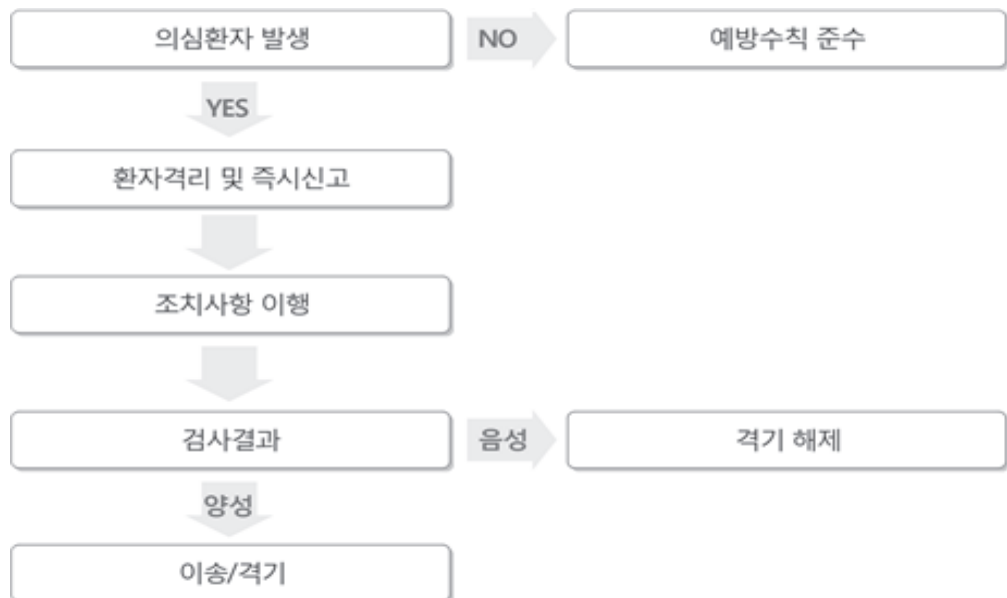 의심환자 발생
NO
예방수칙 준수
YES
환자격리 및 즉시신고
조치사항 이행
검사결과
음성
격기 해제
양성
이송/격기